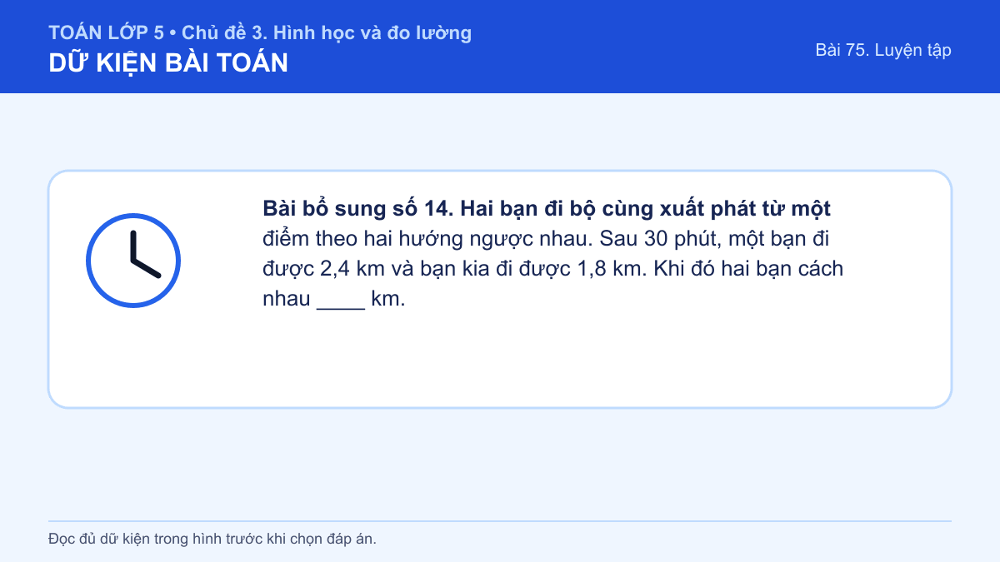 TOÁN LỚP 5 • Chủ đề 3. Hình học và đo lường
DỮ KIỆN BÀI TOÁN
Bài 75. Luyện tập
Bài bổ sung số 14. Hai bạn đi bộ cùng xuất phát từ một
điểm theo hai hướng ngược nhau. Sau 30 phút, một bạn đi
được 2,4 km và bạn kia đi được 1,8 km. Khi đó hai bạn cách
nhau ____ km.
Đọc đủ dữ kiện trong hình trước khi chọn đáp án.